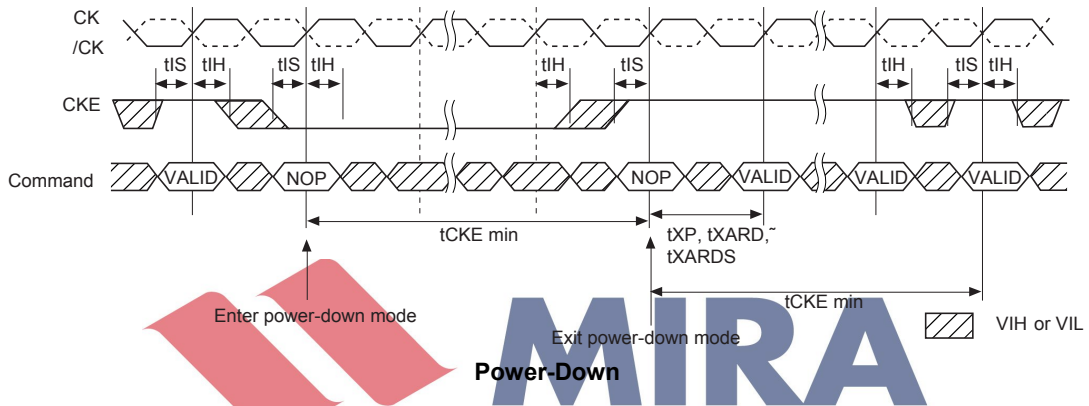 CK
/CK
tIS tIH tIS tIH tIH tIS tIH tIS tIH
CKE
Command VALID NOP NOP VALID VALID VALID
tCKE min
tXP, tXARD,˜
tXARDS
tCKE min
Enter power-down mode
Exit power-down mode
VIH or VIL
Power-Down
MIRA